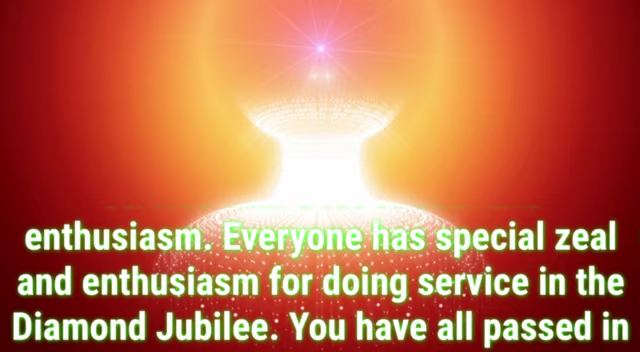 enthusiasm. Everyone has special zeal
and enthusiasm for doing service in the
Diamond Jubilee. You have all passed in